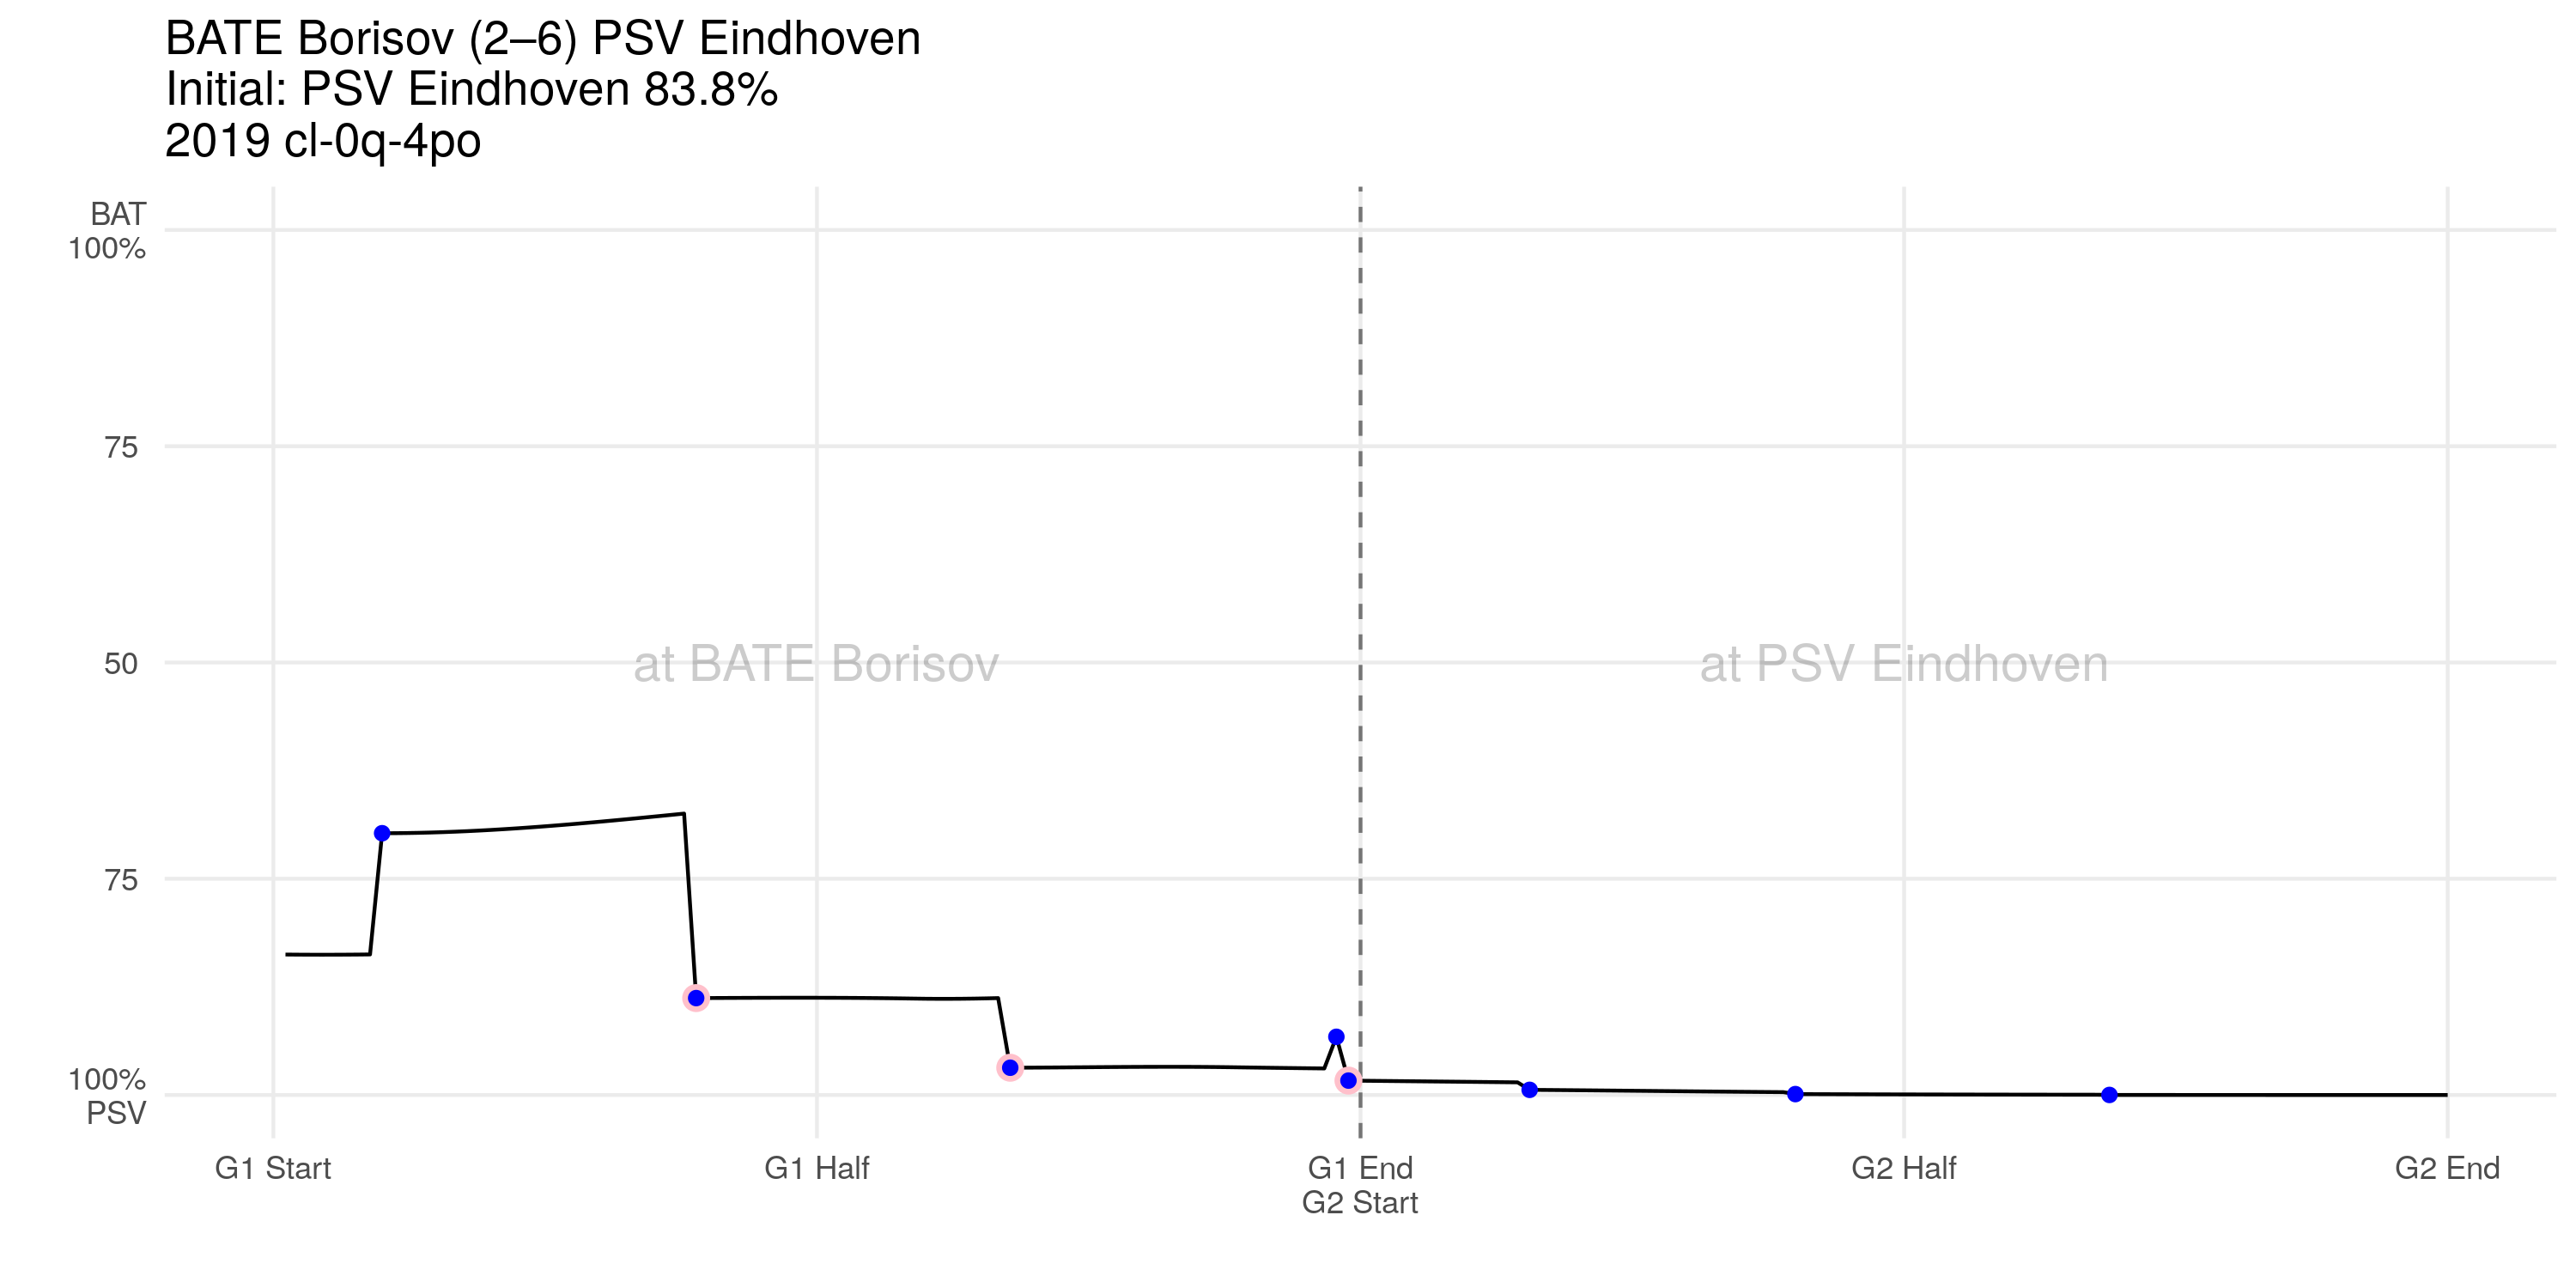 BATE Borisov (2–6) PSV Eindhoven
Initial: PSV Eindhoven 83.8%
2019 cl-0q-4po
BAT
100%
75
50
75
100%
PSV
at BATE Borisov
at PSV Eindhoven
G1 Start
G1 Half
G1 End
G2 Start
G2 Half
G2 End